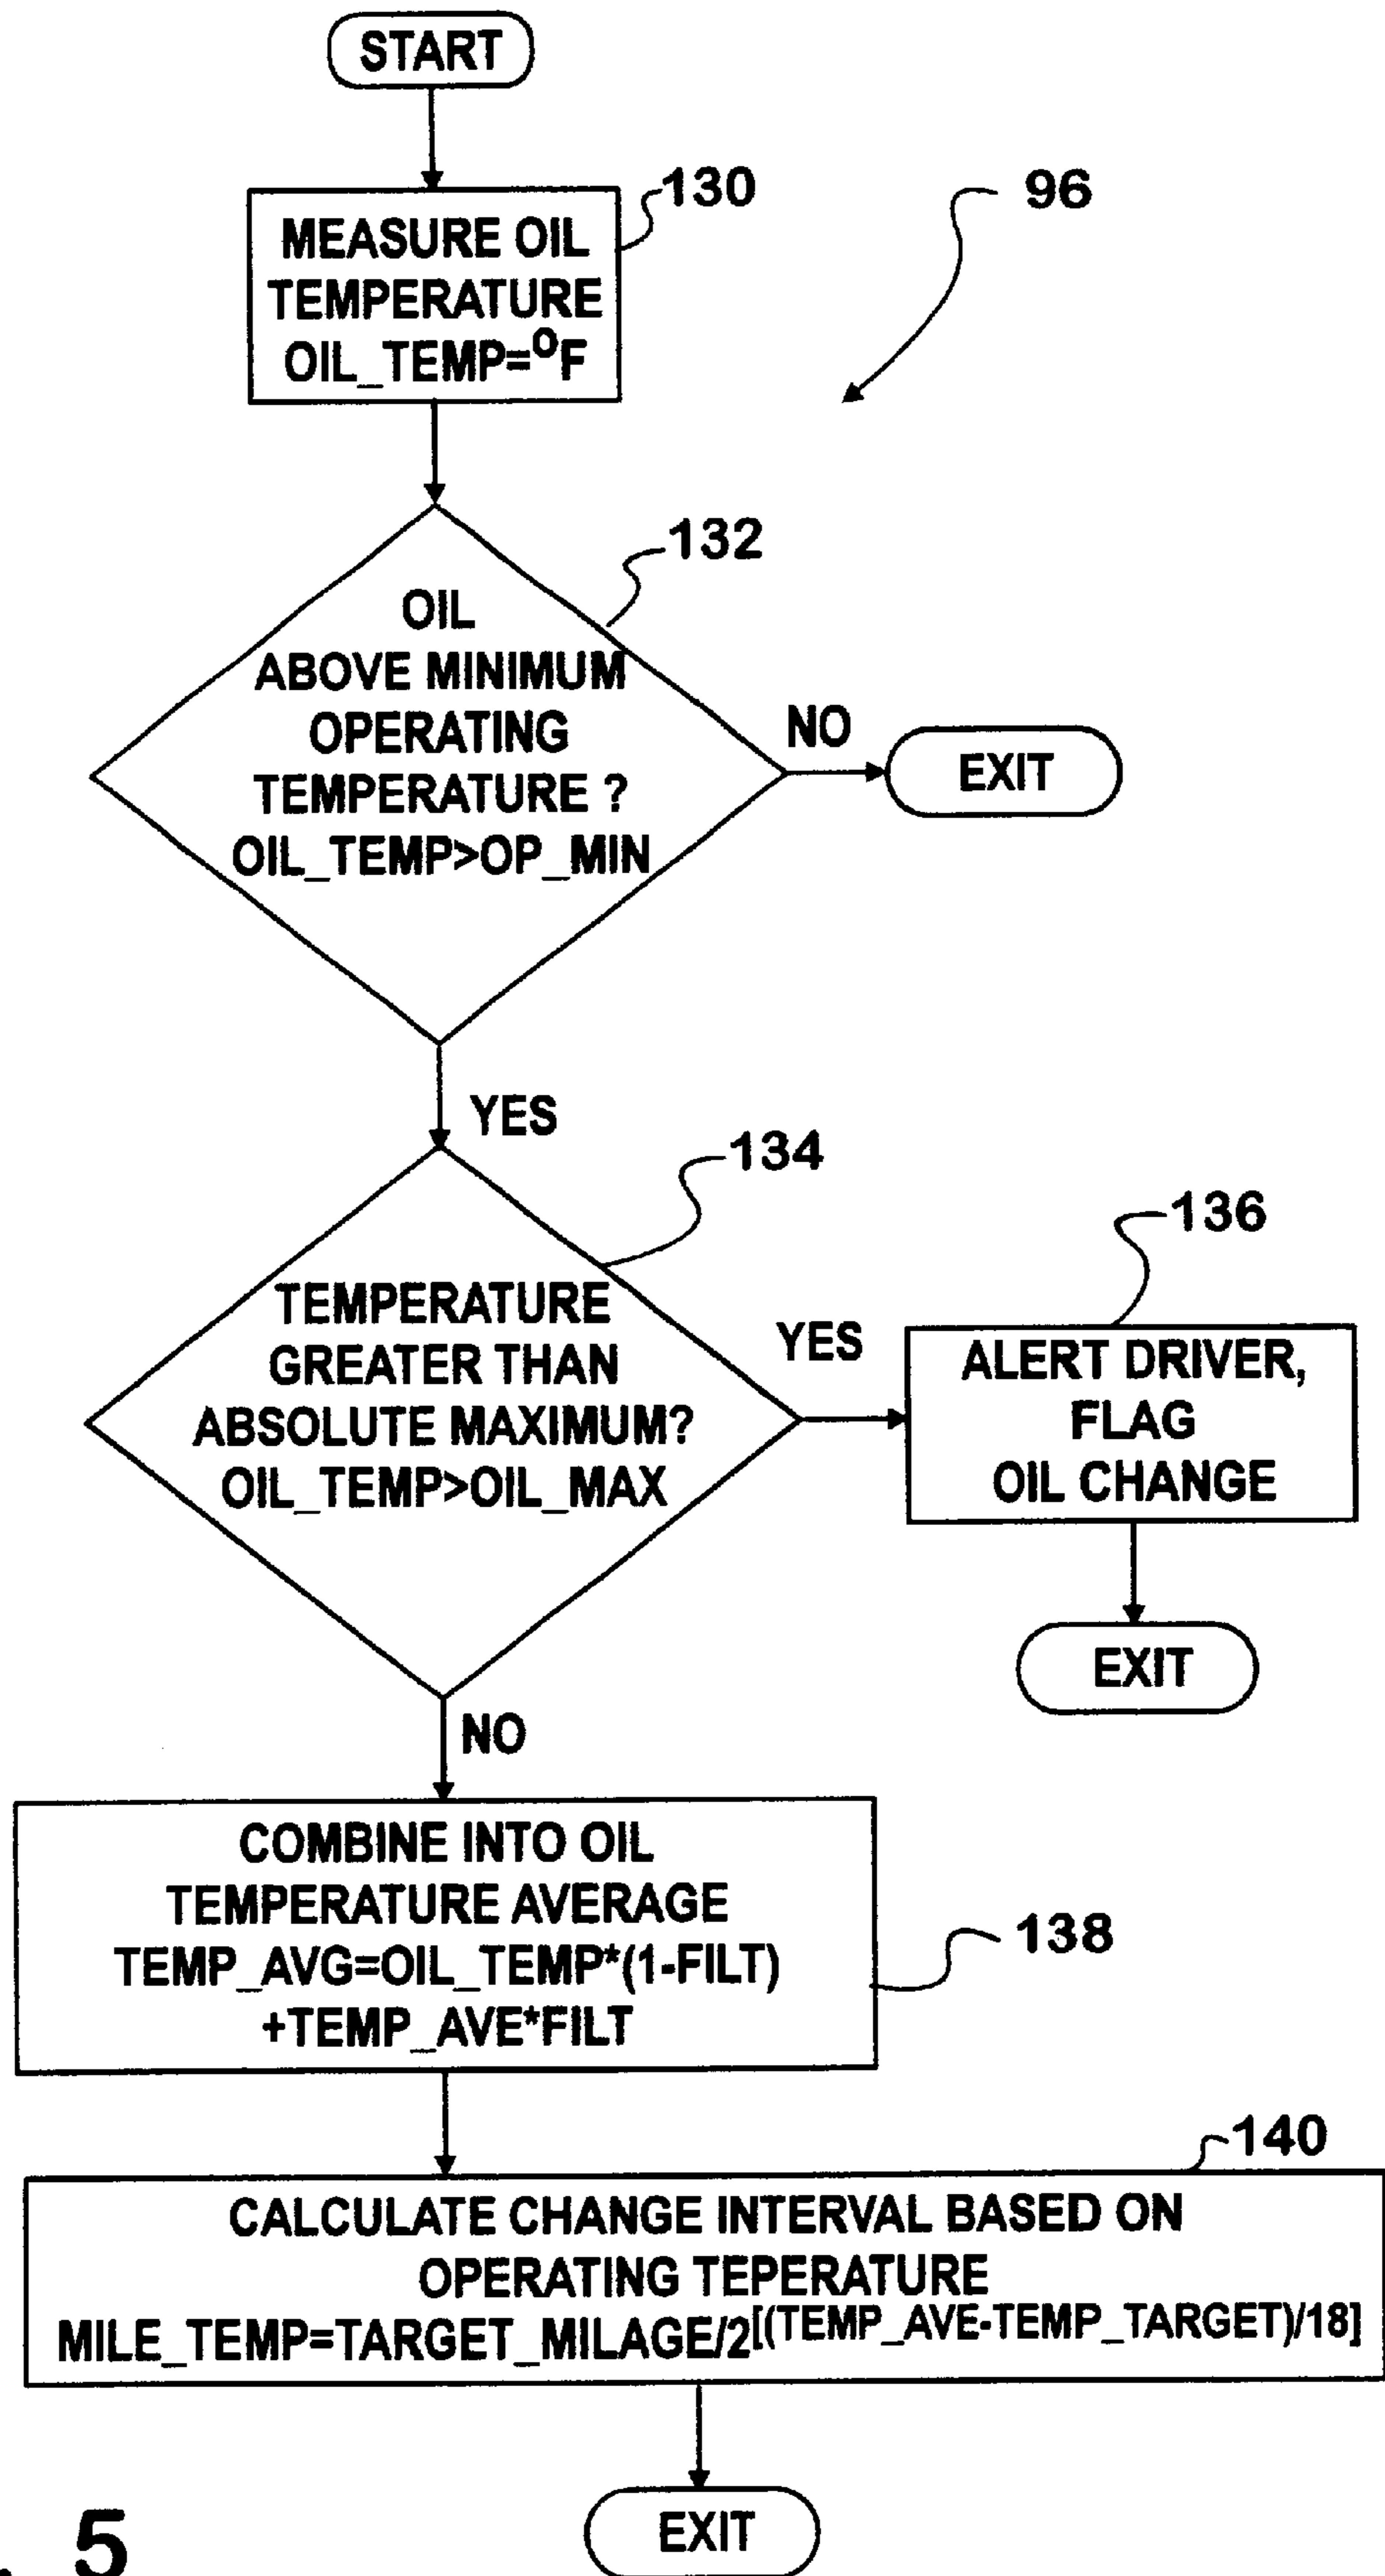 START
130
96
MEASURE OIL
TEMPERATURE
OIL_TEMP=°F
132
OIL
ABOVE MINIMUM
OPERATING
TEMPERATURE ?
OIL_TEMP>OP_MIN
NO
EXIT
YES
134
136
TEMPERATURE
GREATER THAN
ABSOLUTE MAXIMUM?
OIL_TEMP>OIL_MAX
YES
ALERT DRIVER,
FLAG
OIL CHANGE
EXIT
NO
COMBINE INTO OIL
TEMPERATURE AVERAGE
TEMP_AVG=OIL_TEMP*(1-FILT)
+TEMP_AVE*FILT
138
140
CALCULATE CHANGE INTERVAL BASED ON
OPERATING TEPERATURE
MILE_TEMP=TARGET_MILAGE/2[(TEMP_AVE-TEMP_TARGET)/18]
EXIT
5